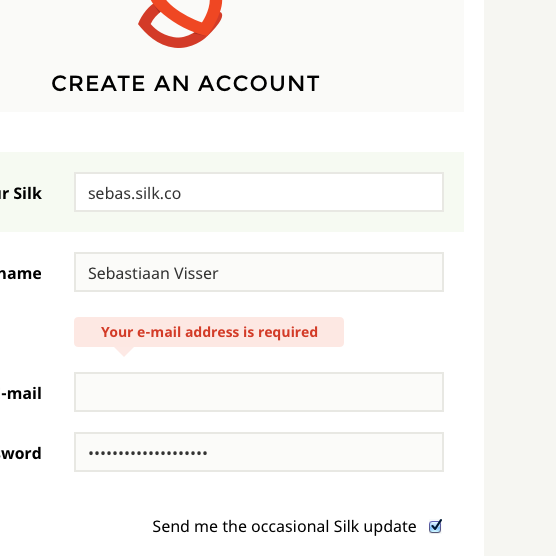 CREATE AN ACCOUNT
r Silk
sebas.silk.co
name
Sebastiaan Visser
Your e-mail address is required
-mail
sword
••••••••••••••••••••
Send me the occasional Silk update